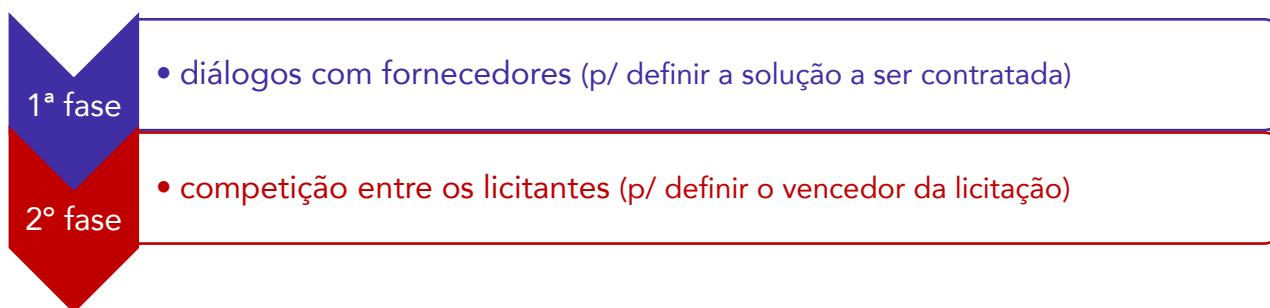 1ª fase
• diálogos com fornecedores (p/ definir a solução a ser contratada)
2º fase
• competição entre os licitantes (p/ definir o vencedor da licitação)